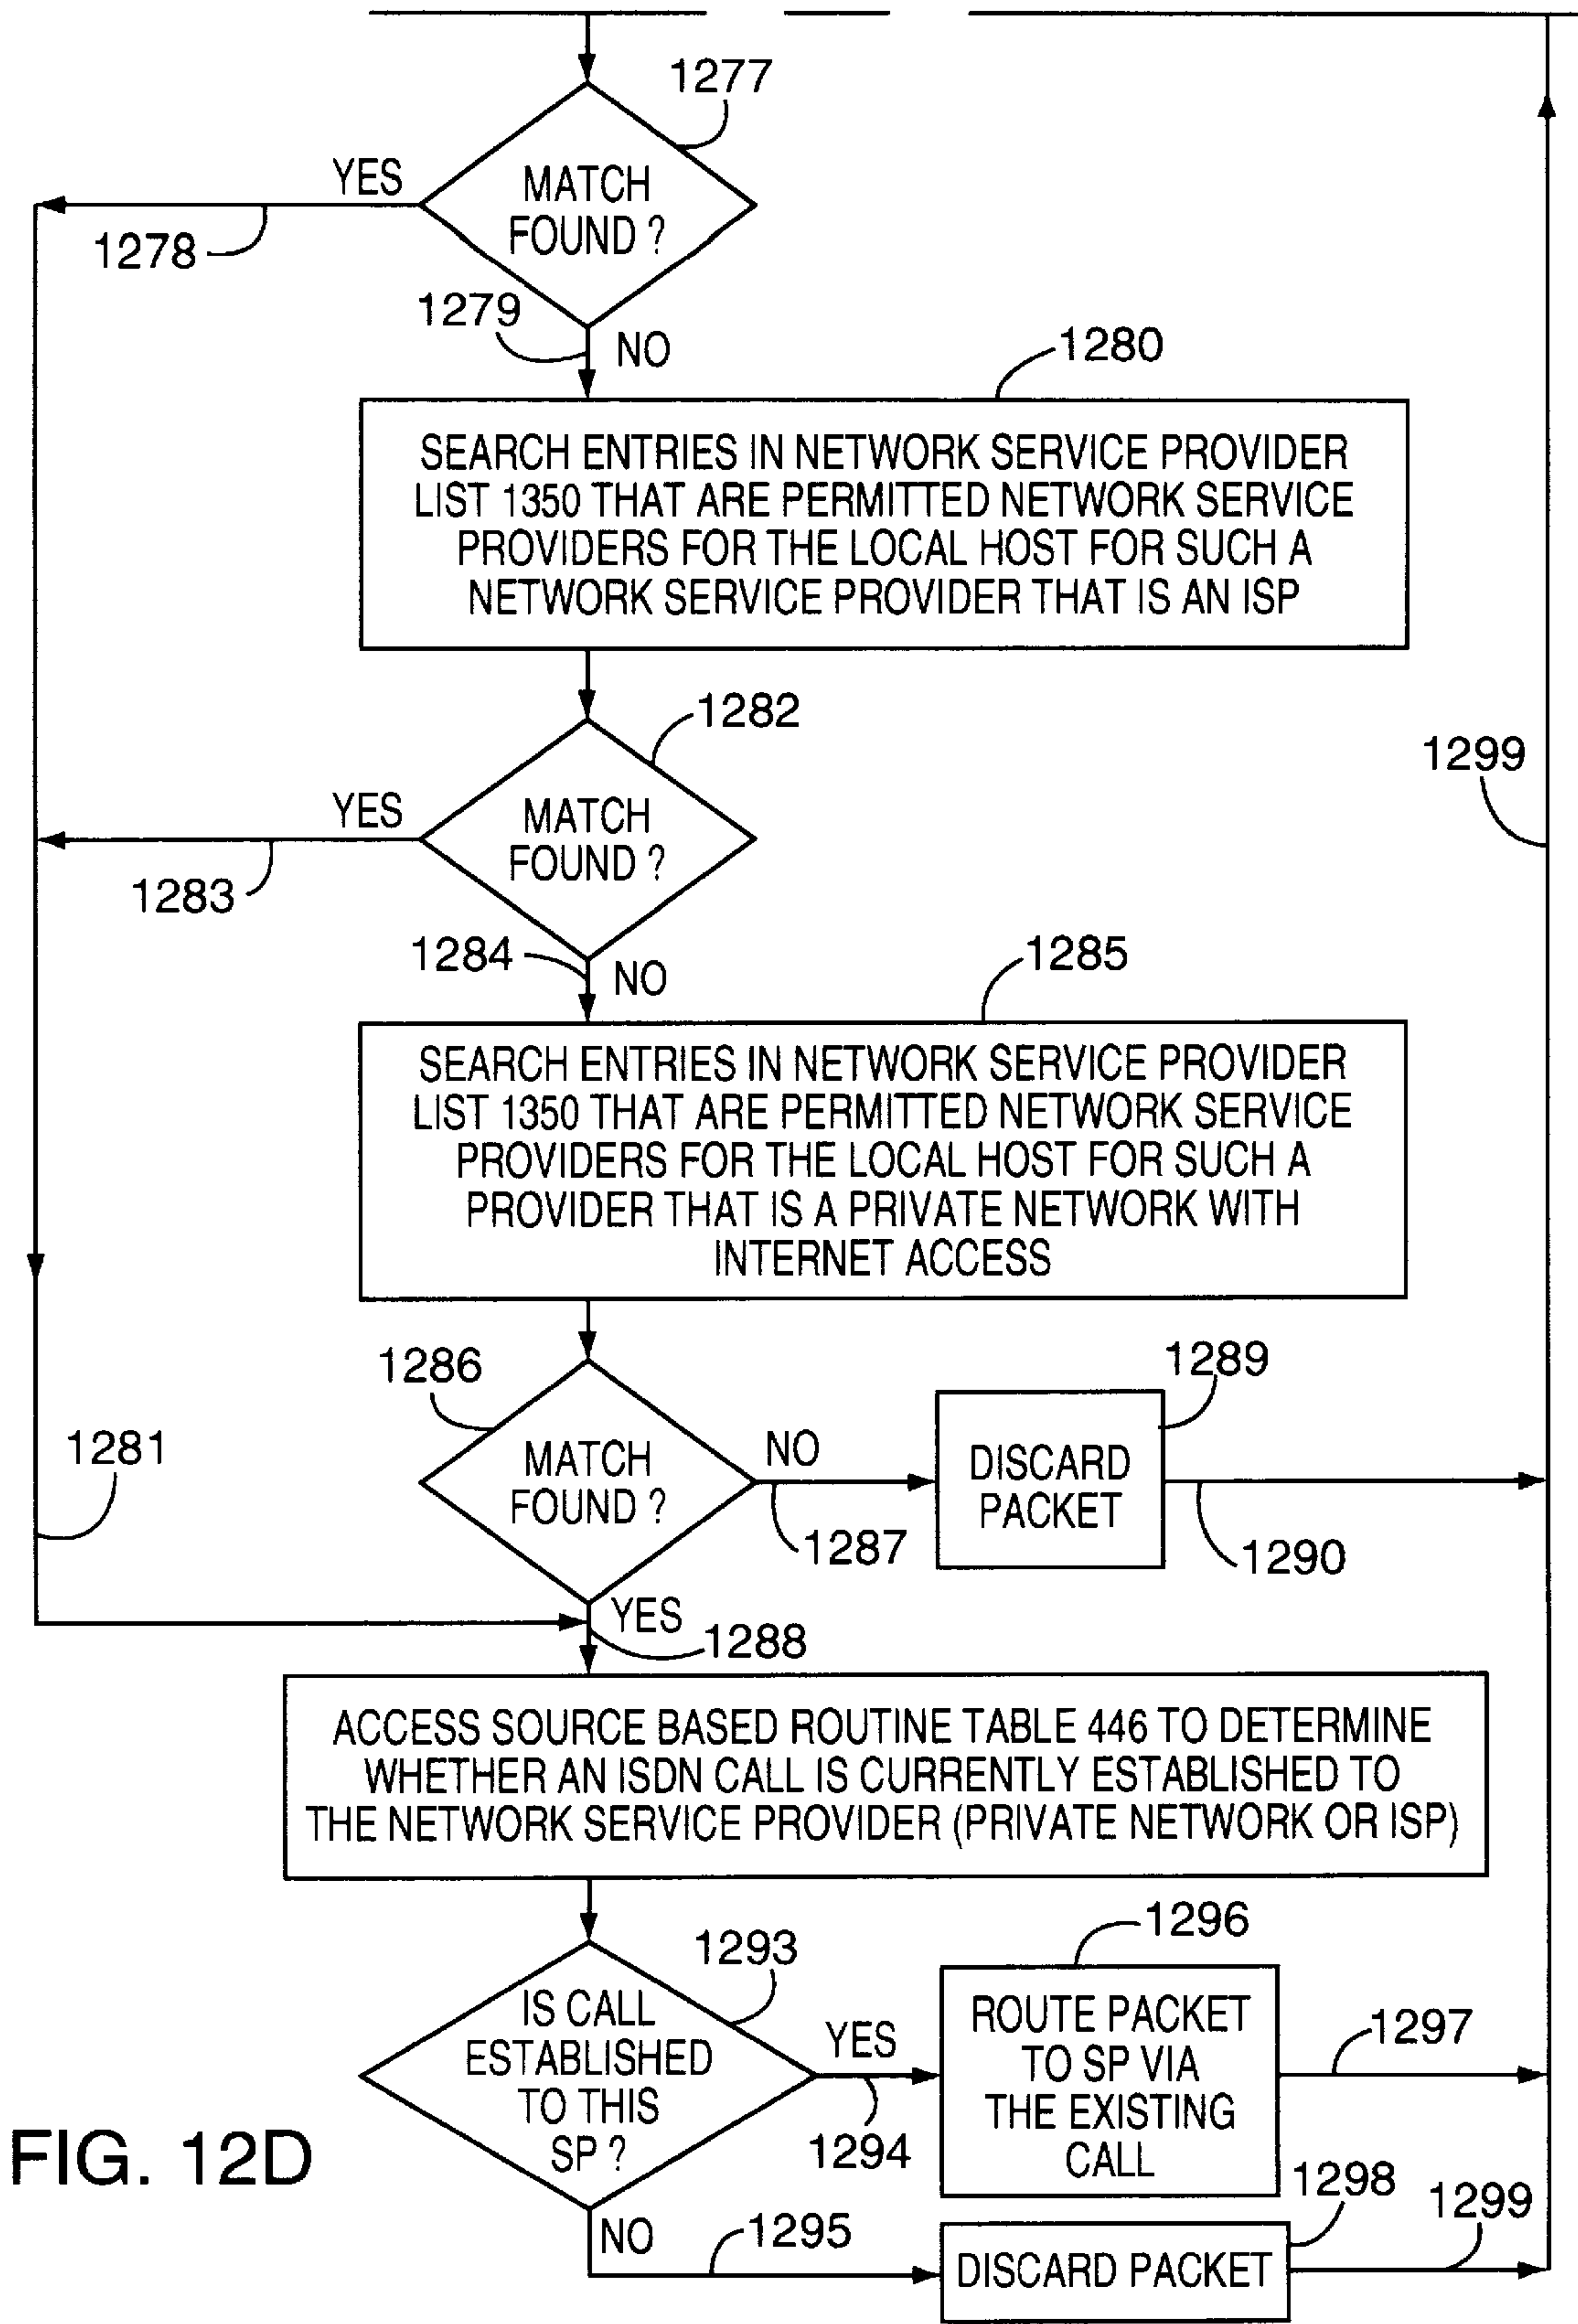 1277
YES
MATCH
FOUND ?
1278
1279
NO
1280
SEARCH ENTRIES IN NETWORK SERVICE PROVIDER
LIST 1350 THAT ARE PERMITTED NETWORK SERVICE
PROVIDERS FOR THE LOCAL HOST FOR SUCH A
NETWORK SERVICE PROVIDER THAT IS AN ISP
1282
1299
YES
MATCH
FOUND ?
1283
1284
NO
1285
SEARCH ENTRIES IN NETWORK SERVICE PROVIDER
LIST 1350 THAT ARE PERMITTED NETWORK SERVICE
PROVIDERS FOR THE LOCAL HOST FOR SUCH A
PROVIDER THAT IS A PRIVATE NETWORK WITH
INTERNET ACCESS
1286
1289
1281
MATCH
FOUND ?
NO
DISCARD
PACKET
1287
1290
YES
1288
ACCESS SOURCE BASED ROUTINE TABLE 446 TO DETERMINE
WHETHER AN ISDN CALL IS CURRENTLY ESTABLISHED TO
THE NETWORK SERVICE PROVIDER (PRIVATE NETWORK OR ISP)
1293
1296
IS CALL
ESTABLISHED
TO THIS
SP ?
YES
ROUTE PACKET
TO SP VIA
THE EXISTING
CALL
1297
1294
FIG. 12D
NO
1295
1298
1299
DISCARD PACKET